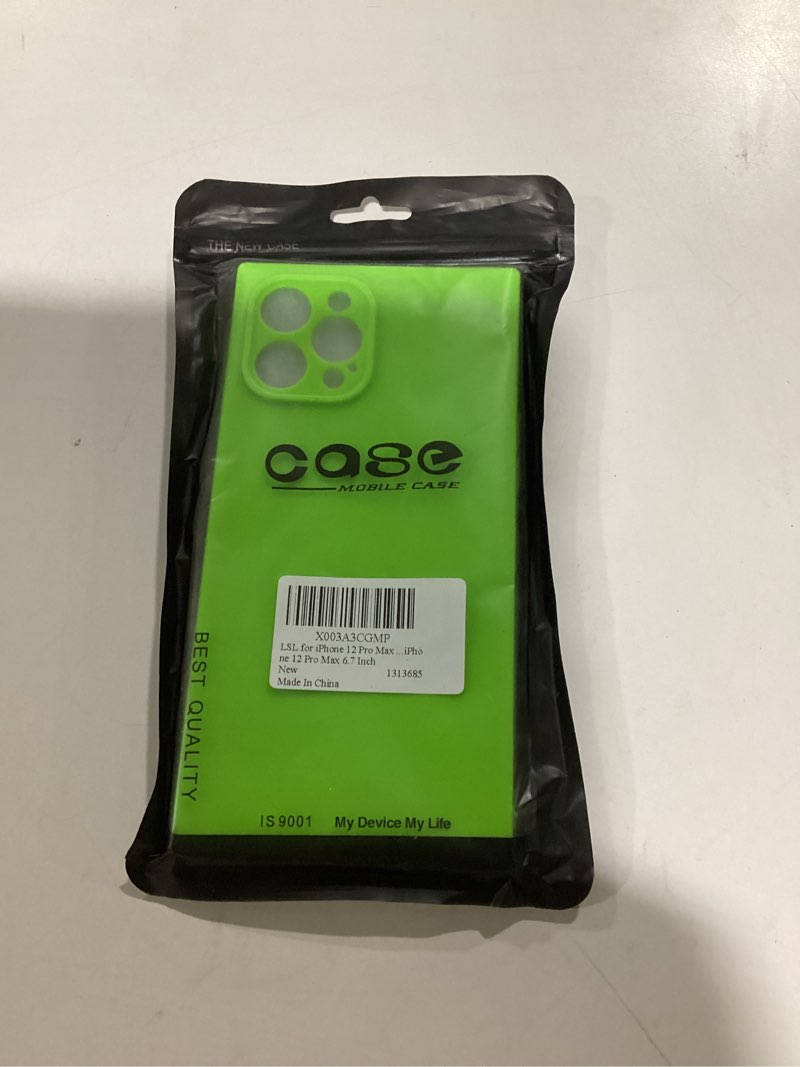 THE NEW CASE
case
MOBILE CASE
X003A3CGMP
LSL for iPhone 12 Pro Max ...iPho
ne 12 Pro Max 6.7 Inch
New 1313685
Made In China
BEST QUALITY
IS 9001 My Device My Life